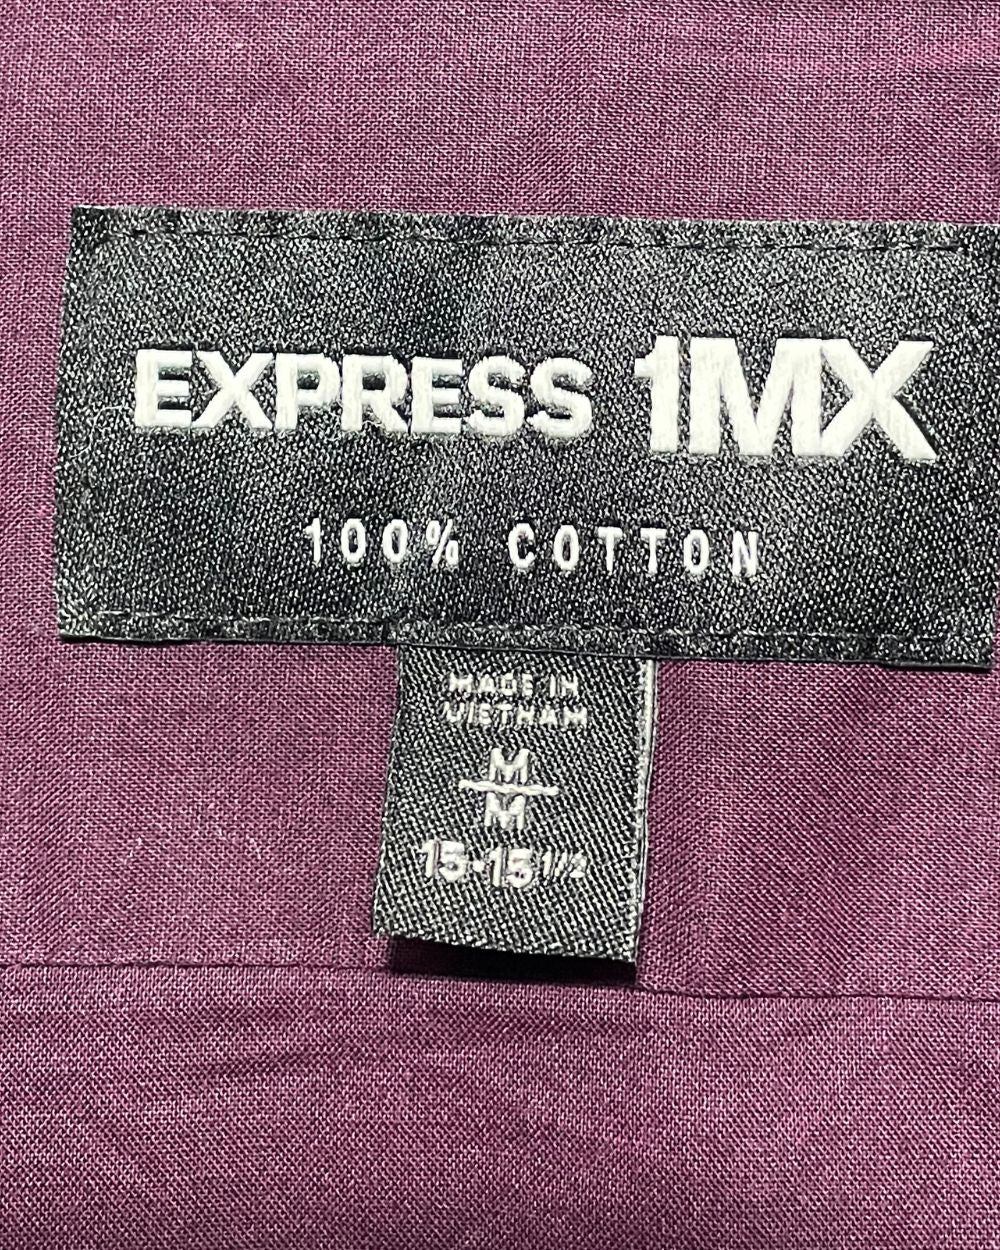 EXPRESS 1MX
100% COTTON
MADE IN
VIETNAM
M
M
15-15 1/2